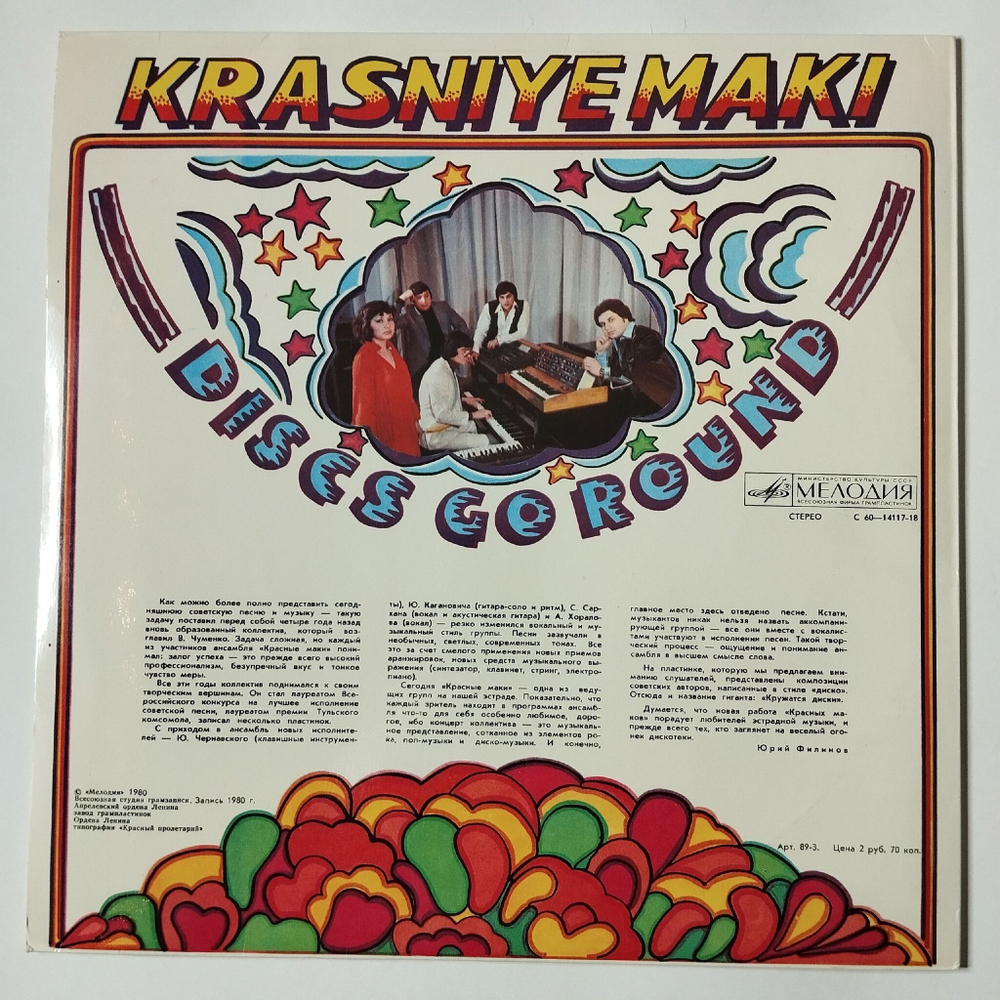 KRASNIYE MAKI
DISCS GO ROUND
МИНИСТЕРСТВО КУЛЬТУРЫ СССР
МЕЛОДИЯ
ВСЕСОЮЗНАЯ ФИРМА ГРАМПЛАСТИНОК
СТЕРЕО С 60—14117-18
Как можно более полно представить сегод-
няшнюю советскую песню и музыку — такую
задачу поставил перед собой четыре года назад
вновь образованный коллектив, который воз-
главил В. Чуменко. Задача сложная, но каждый
из участников ансамбля «Красные маки» пони-
мал: залог успеха — это прежде всего высокий
профессионализм, безупречный вкус и тонкое
чувство меры.
Все эти годы коллектив поднимался к своим
творческим вершинам. Он стал лауреатом Все-
российского конкурса на лучшее исполнение
советской песни, лауреатом премии Тульского
комсомола, записал несколько пластинок.
С приходом в ансамбль новых исполните-
лей — Ю. Чернавского (клавишные инструмен-
ты), Ю. Кагановича (гитара-соло и ритм), С. Сар-
хана (вокал и акустическая гитара) и А. Хорало-
ва (вокал) — резко изменился вокальный и му-
зыкальный стиль группы. Песни зазвучали в
необычных, светлых, современных тонах. Все
это за счет смелого применения новых приемов
аранжировок, новых средств музыкального вы-
ражения (синтезатор, клавинет, стринг, электро-
пиано).
Сегодня «Красные маки» — одна из веду-
щих групп на нашей эстраде. Показательно, что
каждый зритель находит в программах ансамб-
ля что-то для себя особенно любимое, доро-
гое, ибо концерт коллектива — это музыкаль-
ное представление, сотканное из элементов ро-
ка, поп-музыки и диско-музыки. И конечно,
главное место здесь отведено песне. Кстати,
музыкантов никак нельзя назвать аккомпани-
рующей группой — все они вместе с вокалис-
тами участвуют в исполнении песан. Такой твор-
ческий процесс — ощущение и понимание ан-
самбля в высшем смысле слова.
На пластинке, которую мы предлагаем вни-
манию слушателей, представлены композиции
советских авторов, написанные в стиле «диско».
Отсюда и название гиганта: «Кружатся диски».
Думается, что новая работа «Красных ма-
ков» порадует любителей эстрадной музыки, и
прежде всего тех, кто заглянет на веселый ого-
нек дискотеки.
Юрий Филинов
© «Мелодия» 1980
Всесоюзная студия грамзаписи. Запись 1980 г.
Апрелевский ордена Ленина
завод грампластинок
Ордена Ленина
типография «Красный пролетарий»
Арт. 89-3. Цена 2 руб. 70 коп.